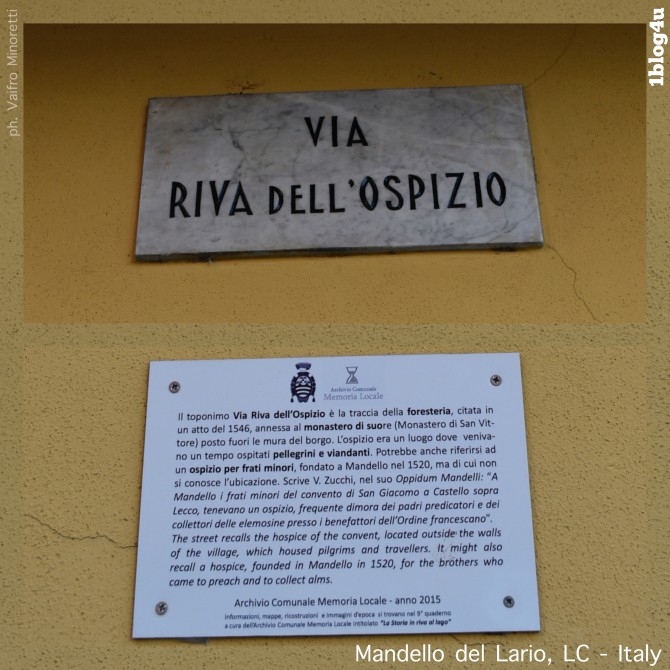 ph. Vaifro Minoretti
1blog4u
VIA
RIVA DELL'OSPIZIO
Archivio Comunale
Memoria Locale
Il toponimo Via Riva dell'Ospizio è la traccia della foresteria, citata in
un atto del 1546, annessa al monastero di suore (Monastero di San Vit-
tore) posto fuori le mura del borgo. L'ospizio era un luogo dove veniva-
no un tempo ospitati pellegrini e viandanti. Potrebbe anche riferirsi ad
un ospizio per frati minori, fondato a Mandello nel 1520, ma di cui non
si conosce l'ubicazione. Scrive V. Zucchi, nel suo Oppidum Mandelli: "A
Mandello i frati minori del convento di San Giacomo a Castello sopra
Lecco, tenevano un ospizio, frequente dimora dei padri predicatori e dei
collettori delle elemosine presso i benefattori dell'Ordine francescano".
The street recalls the hospice of the convent, located outside the walls
of the village, which housed pilgrims and travellers. It might also
recall a hospice, founded in Mandello in 1520, for the brothers who
came to preach and to collect alms.
Archivio Comunale Memoria Locale - anno 2015
Informazioni, mappe, ricostruzioni e immagini d'epoca si trovano nel 9° quaderno
a cura dell'Archivio Comunale Memoria Locale intitolato "La Storia in riva al lago"
Mandello del Lario, LC - Italy